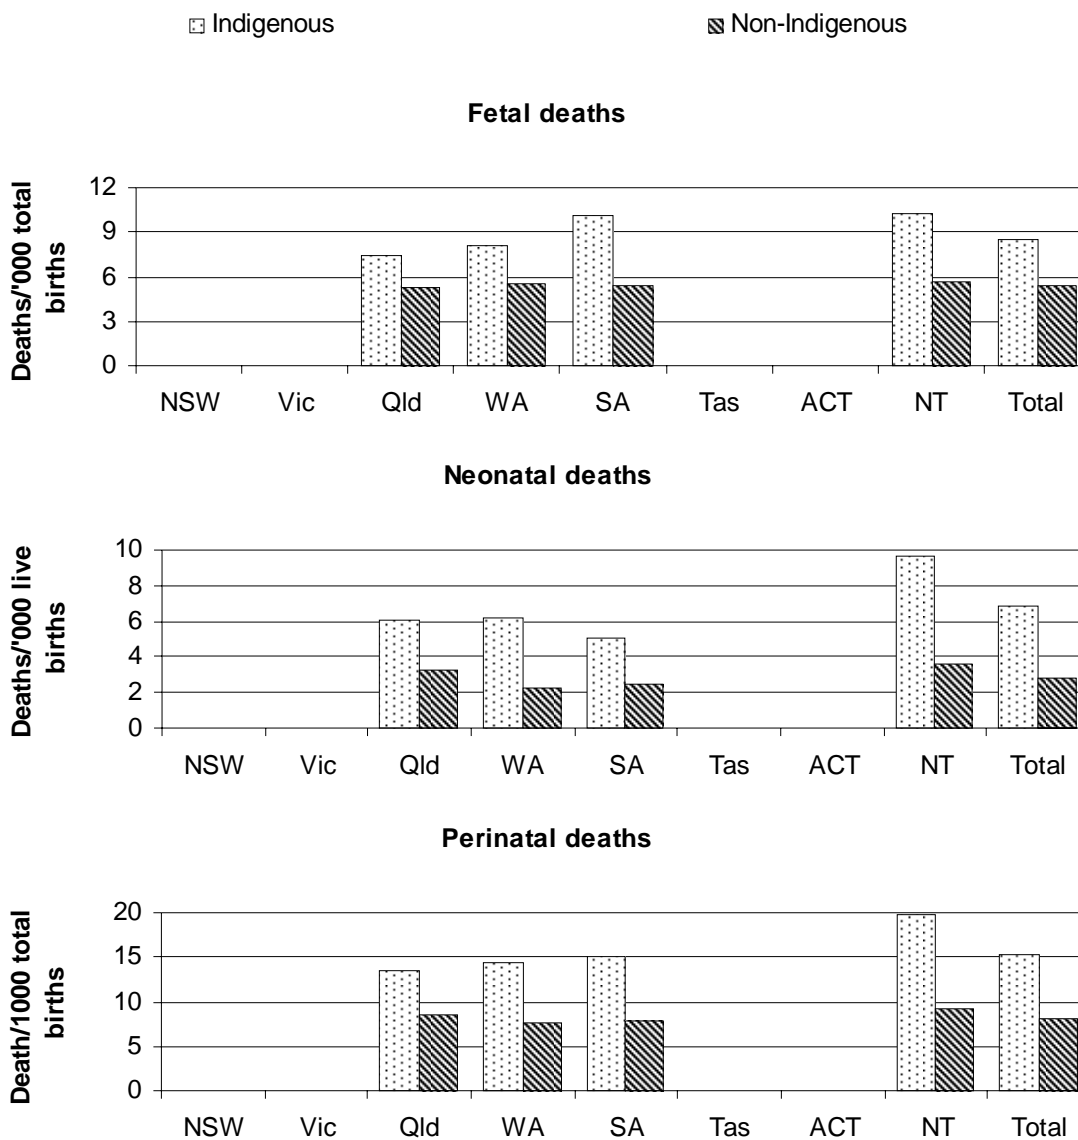 Indigenous Non-Indigenous
Fetal deaths
Deaths/'000 total
births
12
9
6
3
0
NSW Vic Qld WA SA Tas ACT NT Total
Neonatal deaths
Deaths/'000 live
births
10
8
6
4
2
0
NSW Vic Qld WA SA Tas ACT NT Total
Perinatal deaths
Death/1000 total
births
20
15
10
5
0
NSW Vic Qld WA SA Tas ACT NT Total